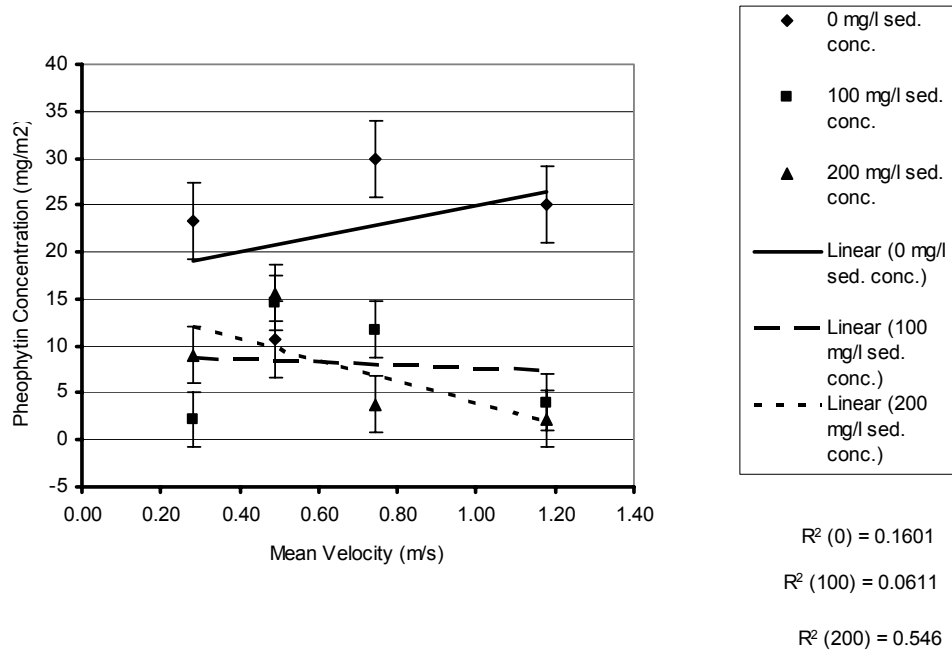 Pheophytin Concentration (mg/m2)
40
35
30
25
20
15
10
5
0
-5
0.00 0.20 0.40 0.60 0.80 1.00 1.20 1.40
Mean Velocity (m/s)
0 mg/l sed.
conc.
100 mg/l sed.
conc.
200 mg/l sed.
conc.
Linear (0 mg/l
sed. conc.)
Linear (100
mg/l sed.
conc.)
Linear (200
mg/l sed.
conc.)
R² (0) = 0.1601
R² (100) = 0.0611
R² (200) = 0.546